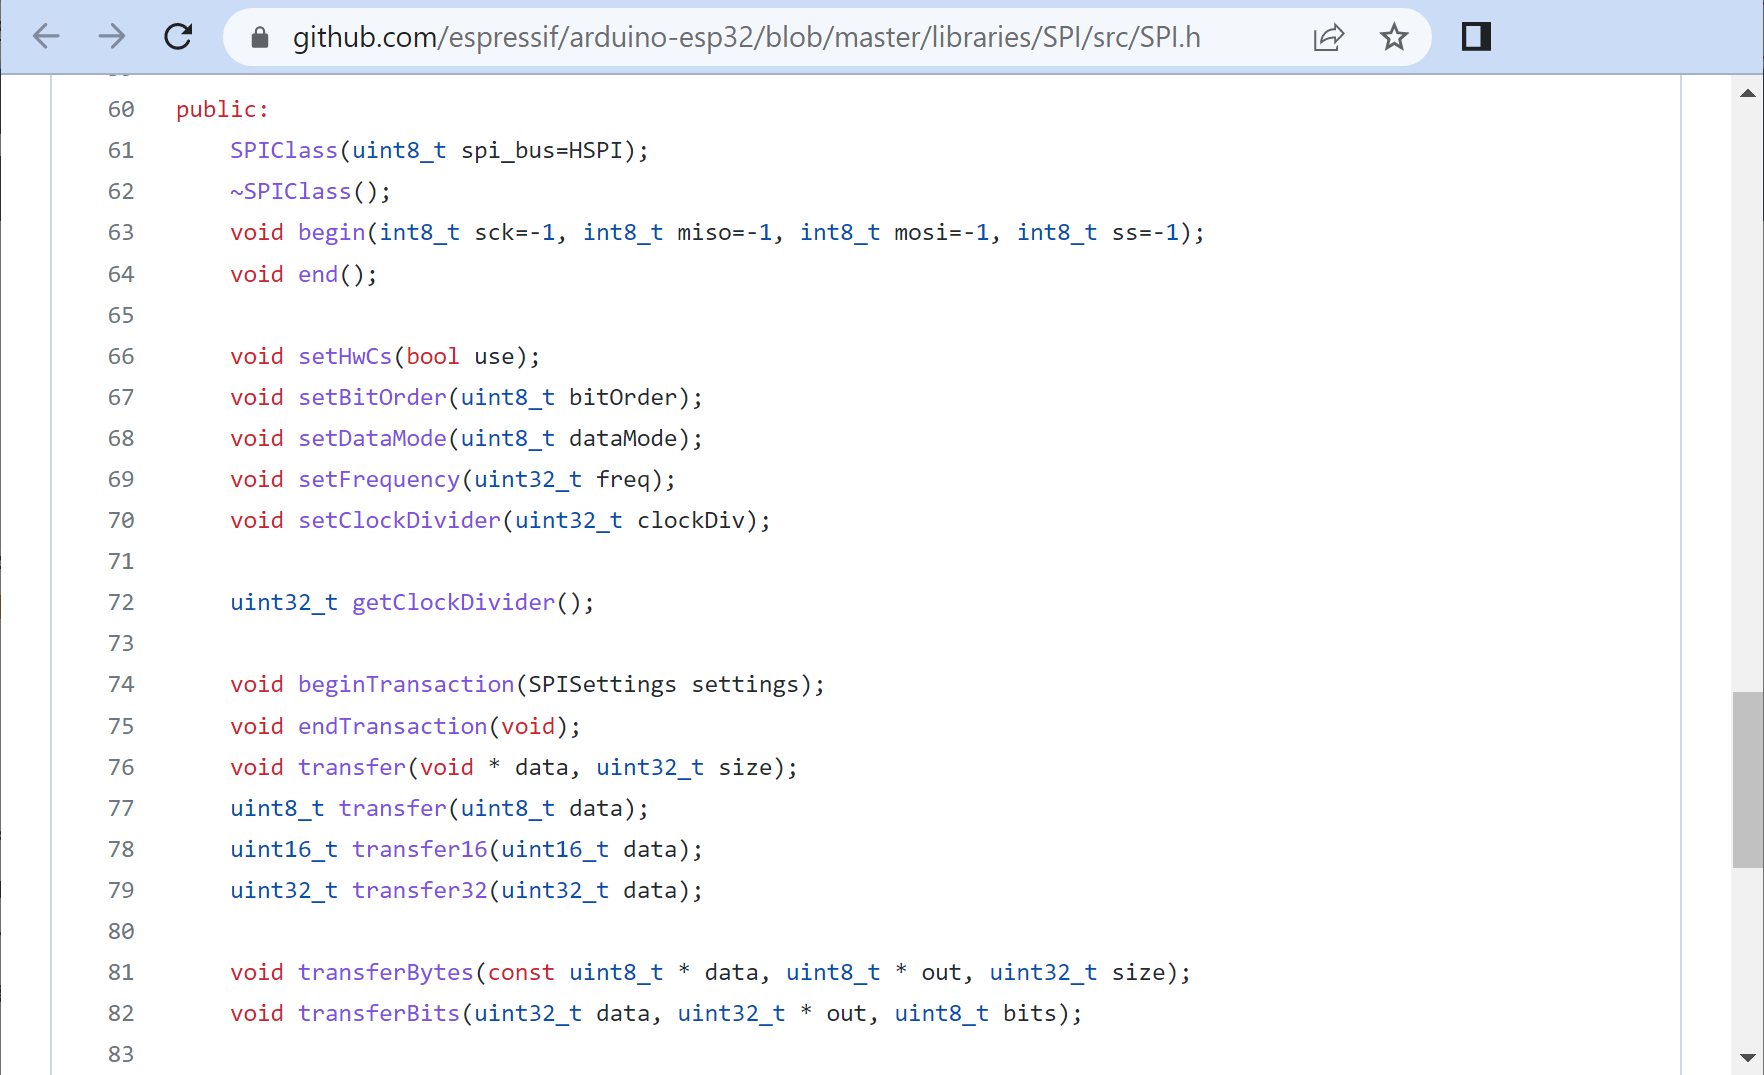 github.com/espressif/arduino-esp32/blob/master/libraries/SPI/src/SPI.h
60 public:
61 SPIClass(uint8_t spi_bus=HSPI);
62 ~SPIClass();
63 void begin(int8_t sck=-1, int8_t miso=-1, int8_t mosi=-1, int8_t ss=-1);
64 void end();
65
66 void setHwCs(bool use);
67 void setBitOrder(uint8_t bitOrder);
68 void setDataMode(uint8_t dataMode);
69 void setFrequency(uint32_t freq);
70 void setClockDivider(uint32_t clockDiv);
71
72 uint32_t getClockDivider();
73
74 void beginTransaction(SPISettings settings);
75 void endTransaction(void);
76 void transfer(void * data, uint32_t size);
77 uint8_t transfer(uint8_t data);
78 uint16_t transfer16(uint16_t data);
79 uint32_t transfer32(uint32_t data);
80
81 void transferBytes(const uint8_t * data, uint8_t * out, uint32_t size);
82 void transferBits(uint32_t data, uint32_t * out, uint8_t bits);
83